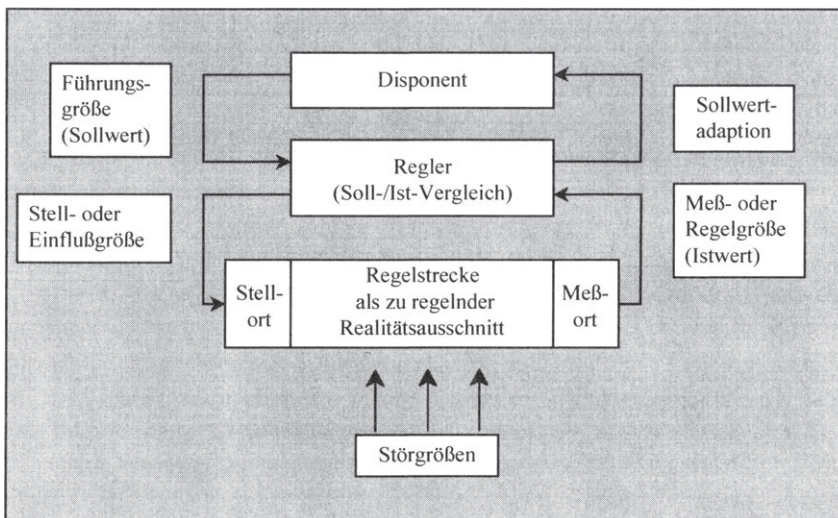 Disponent
Führungs-
größe
(Sollwert)
Sollwert-
adaption
Regler
(Soll-/Ist-Vergleich)
Stell- oder
Einflußgröße
Meß- oder
Regelgröße
(Istwert)
Stell-
ort
Regelstrecke
als zu regelnder
Realitätsausschnitt
Meß-
ort
Störgrößen